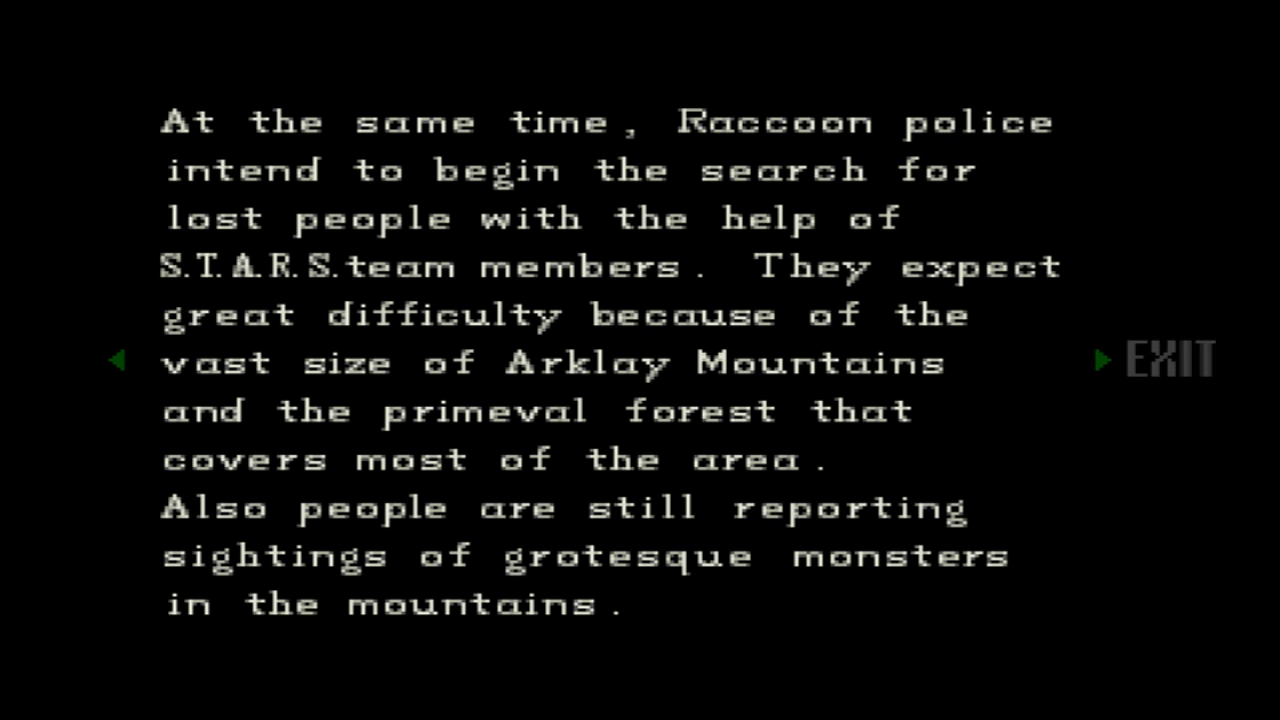 At the same time, Raccoon police
intend to begin the search for
lost people with the help of
S.T.A.R.S.team members. They expect
great difficulty because of the
vast size of Arklay Mountains
and the primeval forest that
covers most of the area.
Also people are still reporting
sightings of grotesque monsters
in the mountains.
EXIT